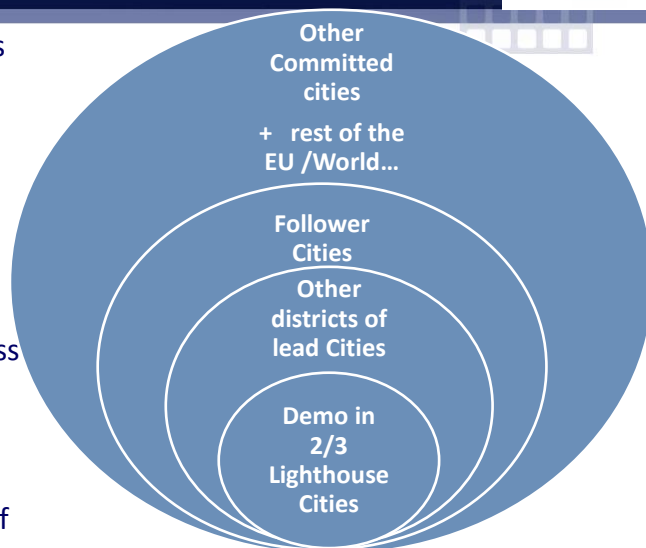 Other
Committed
cities
+ rest of the
EU /World…
Follower
Cities
Other
districts of
lead Cities
Demo in
2/3
Lighthouse
Cities